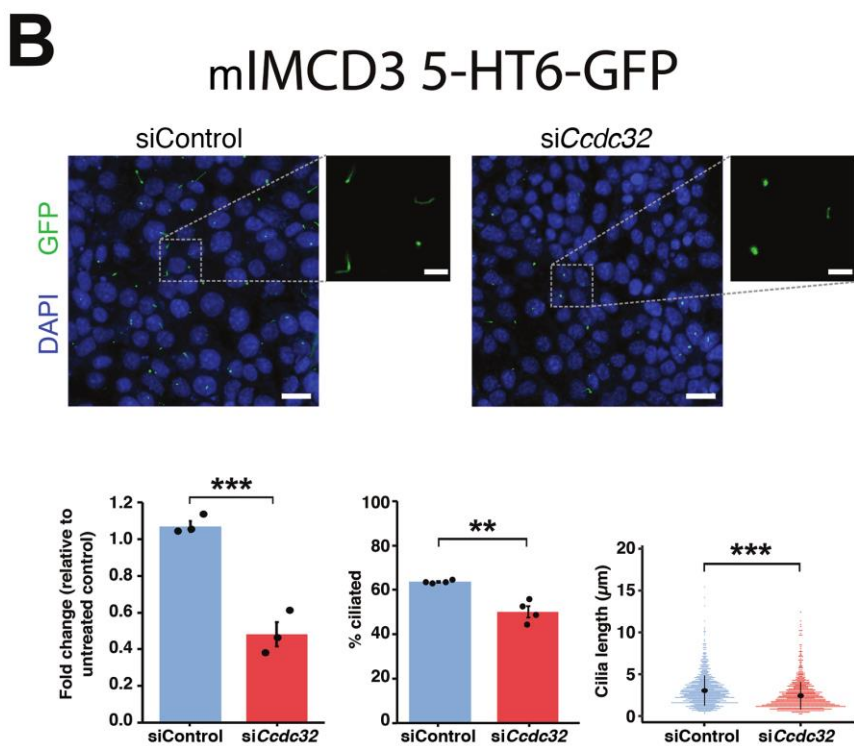 B
mIMCD3 5-HT6-GFP
siControl
siCcdc32
DAPI GFP
Fold change (relative to
untreated control)
1.2
1.0
0.8
0.6
0.4
0.2
0.0
***
siControl
siCcdc32
% ciliated
100
80
60
40
20
0
**
siControl
siCcdc32
Cilia length (µm)
20
15
10
5
0
***
siControl
siCcdc32